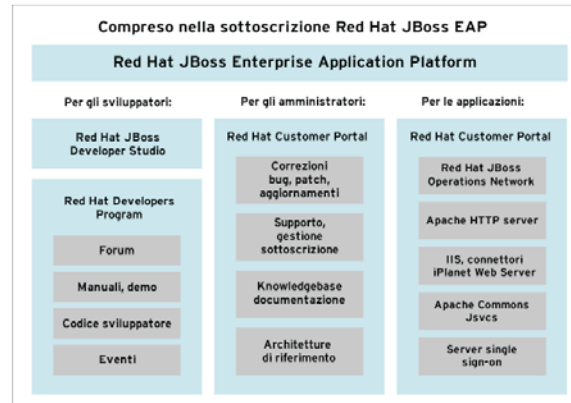 Compreso nella sottoscrizione Red Hat JBoss EAP
Red Hat JBoss Enterprise Application Platform
Per gli sviluppatori:
Red Hat JBoss
Developer Studio
Red Hat Developers
Program
Forum
Manuali, demo
Codice sviluppatore
Eventi
Per gli amministratori:
Red Hat Customer Portal
Correzioni
bug, patch,
aggiornamenti
Supporto,
gestione
sottoscrizione
Knowledgebase
documentazione
Architetture
di riferimento
Per le applicazioni:
Red Hat Customer Portal
Red Hat JBoss
Operations Network
Apache HTTP server
IIS, connettori
iPlanet Web Server
Apache Commons
Jsvcs
Server single
sign-on